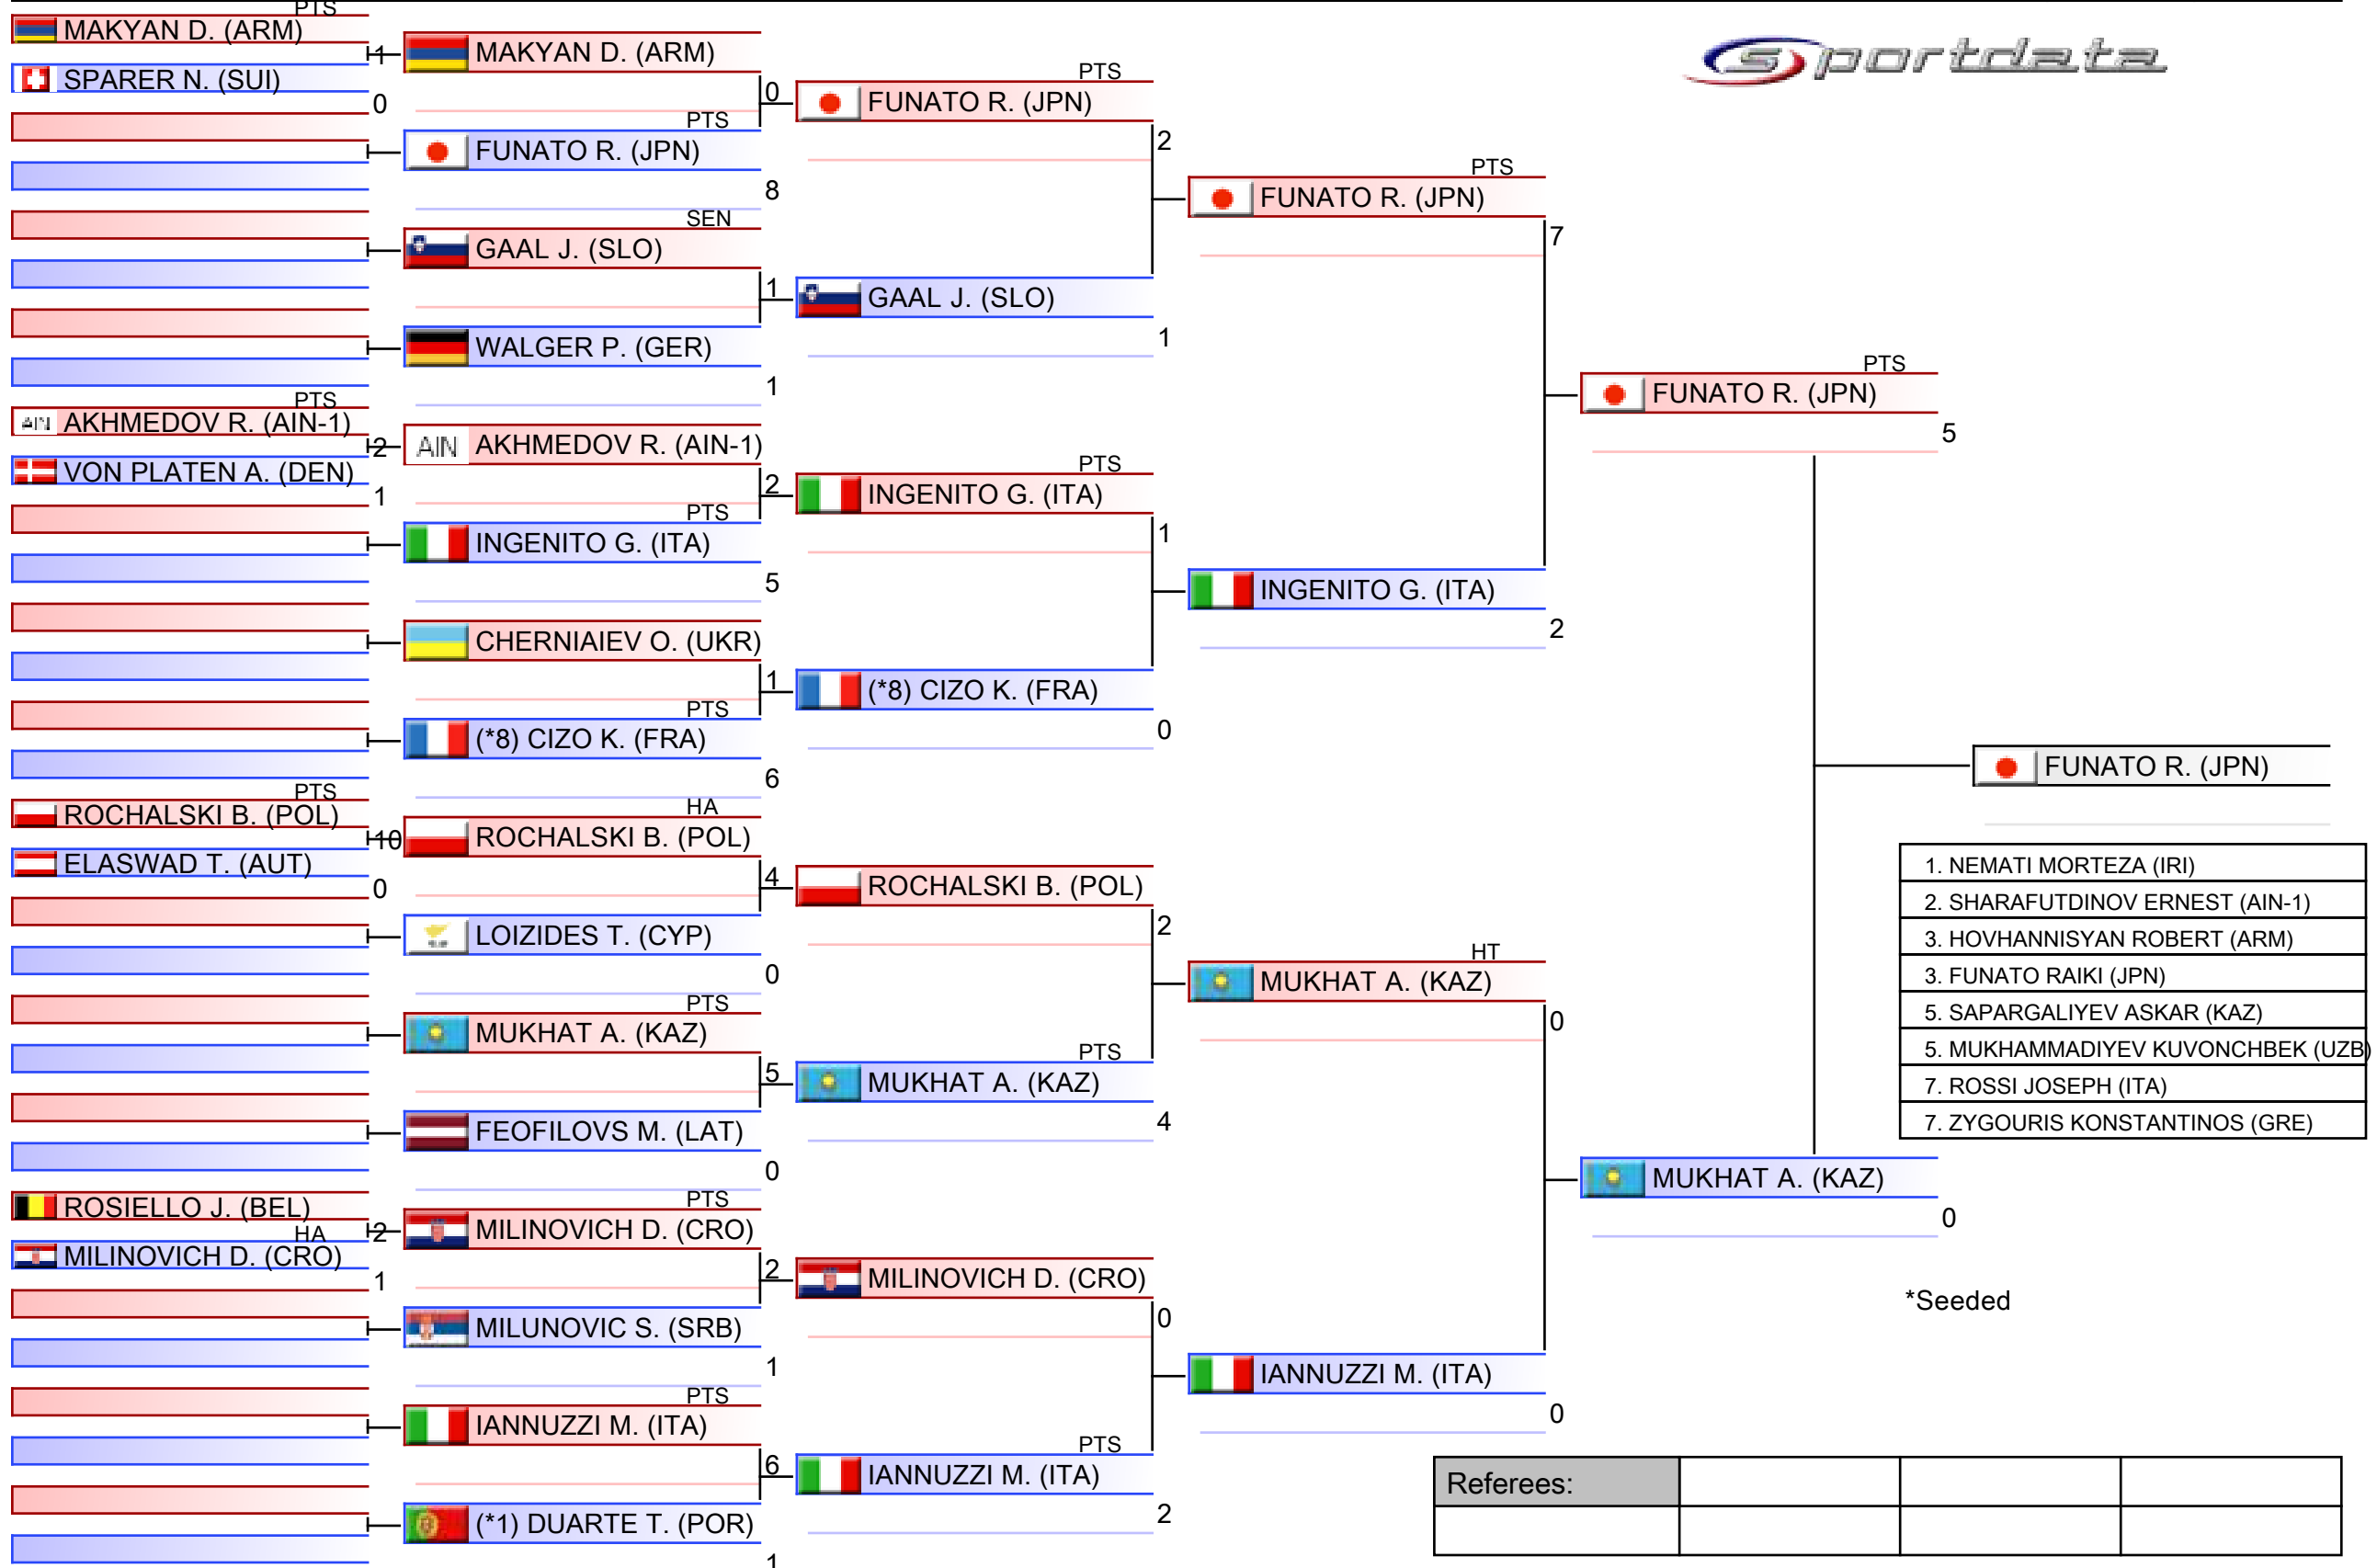 PTS
MAKYAN D. (ARM)
1
SPARER N. (SUI)
0
PTS
AKHMEDOV R. (AIN-1)
2
VON PLATEN A. (DEN)
1
PTS
ROCHALSKI B. (POL)
10
ELASWAD T. (AUT)
0
ROSIELLO J. (BEL)
2
HA
MILINOVICH D. (CRO)
1
MAKYAN D. (ARM)
0
PTS
FUNATO R. (JPN)
8
SEN
GAAL J. (SLO)
1
WALGER P. (GER)
1
AIN
AKHMEDOV R. (AIN-1)
2
PTS
INGENITO G. (ITA)
5
CHERNIAIEV O. (UKR)
1
PTS
(*8) CIZO K. (FRA)
6
HA
ROCHALSKI B. (POL)
4
LOIZIDES T. (CYP)
0
PTS
MUKHAT A. (KAZ)
5
FEOFILOVS M. (LAT)
0
PTS
MILINOVICH D. (CRO)
2
MILUNOVIC S. (SRB)
1
PTS
IANNUZZI M. (ITA)
6
(*1) DUARTE T. (POR)
1
PTS
FUNATO R. (JPN)
2
GAAL J. (SLO)
1
PTS
INGENITO G. (ITA)
1
(*8) CIZO K. (FRA)
0
ROCHALSKI B. (POL)
2
PTS
MUKHAT A. (KAZ)
4
MILINOVICH D. (CRO)
0
PTS
IANNUZZI M. (ITA)
2
PTS
FUNATO R. (JPN)
7
INGENITO G. (ITA)
2
HT
MUKHAT A. (KAZ)
0
IANNUZZI M. (ITA)
0
PTS
FUNATO R. (JPN)
5
MUKHAT A. (KAZ)
0
sportdata
FUNATO R. (JPN)
1. NEMATI MORTEZA (IRI)
2. SHARAFUTDINOV ERNEST (AIN-1)
3. HOVHANNISYAN ROBERT (ARM)
3. FUNATO RAIKI (JPN)
5. SAPARGALIYEV ASKAR (KAZ)
5. MUKHAMMADIYEV KUVONCHBEK (UZB)
7. ROSSI JOSEPH (ITA)
7. ZYGOURIS KONSTANTINOS (GRE)
*Seeded
Referees: